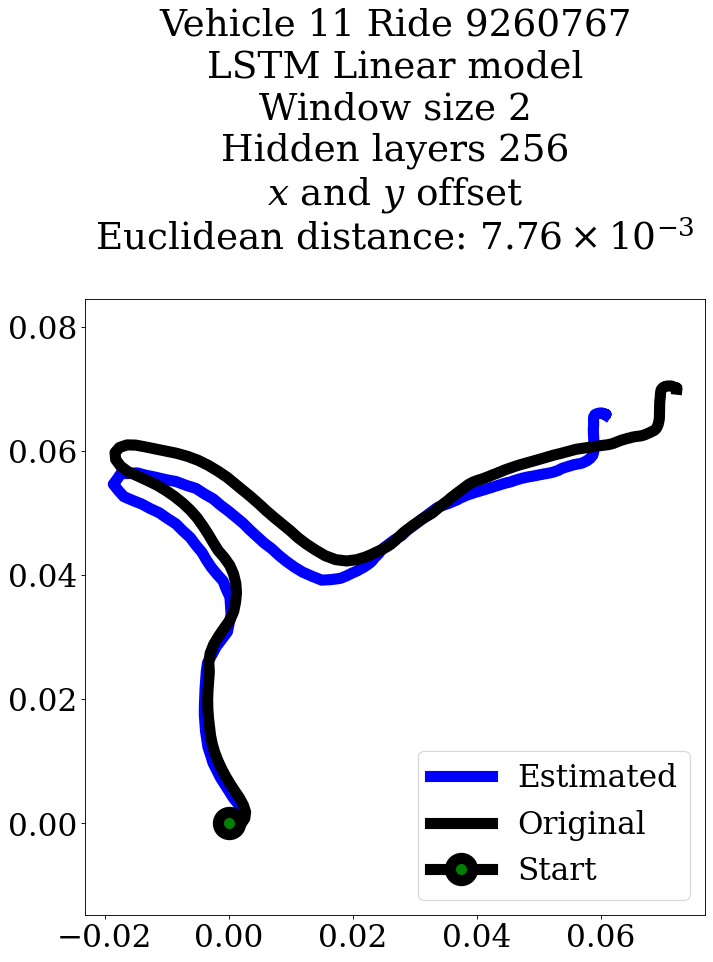 Vehicle 11 Ride 9260767
LSTM Linear model
Window size 2
Hidden layers 256
x and y offset
Euclidean distance: 7.76 × 10⁻³
0.08
0.06
0.04
0.02
0.00
Estimated
Original
Start
−0.02 0.00 0.02 0.04 0.06